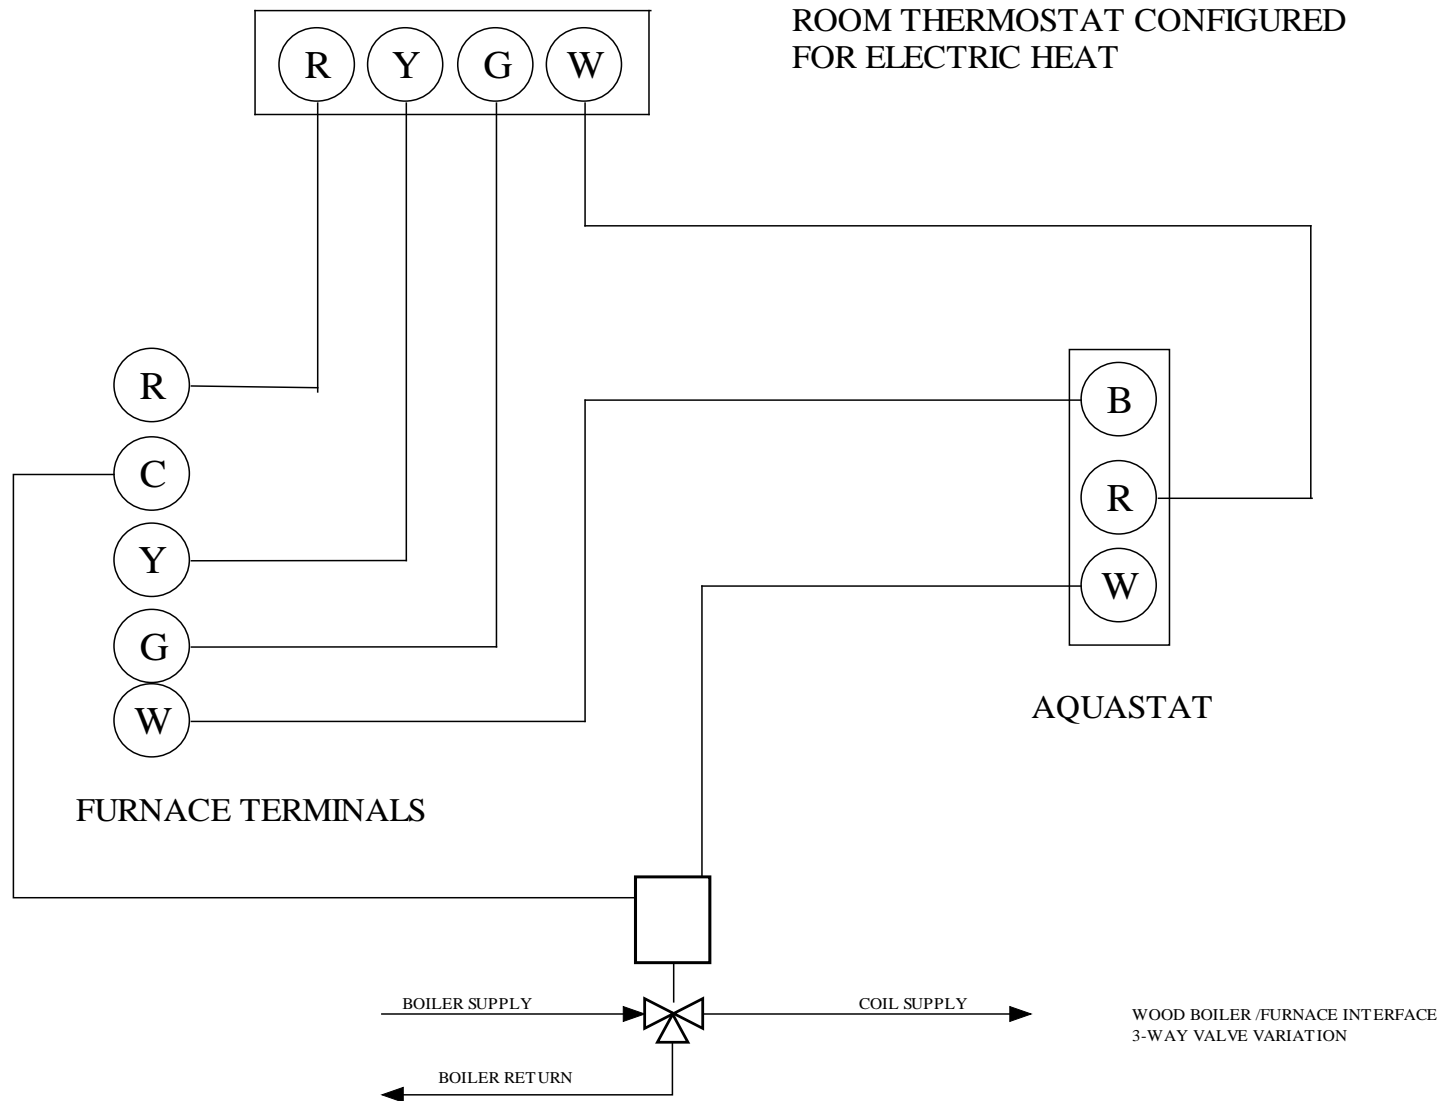 ROOM THERMOSTAT CONFIGURED
FOR ELECTRIC HEAT
R Y G W
R
C
Y
G
W
FURNACE TERMINALS
B
R
W
AQUASTAT
BOILER SUPPLY
COIL SUPPLY
BOILER RETURN
WOOD BOILER /FURNACE INTERFACE
3-WAY VALVE VARIATION